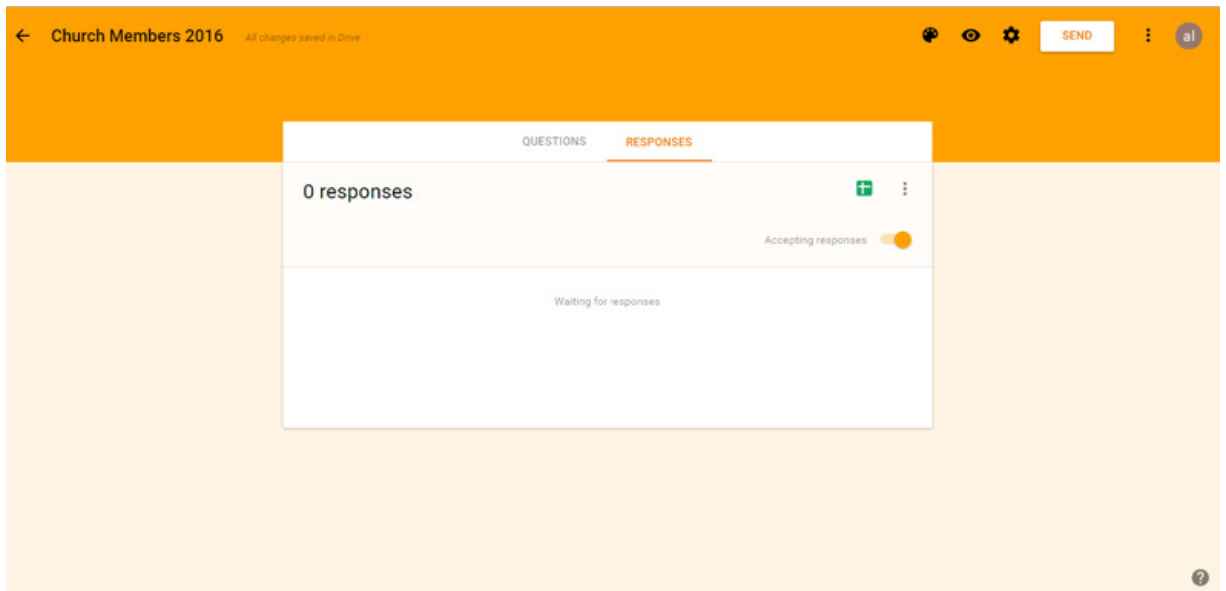 Church Members 2016 All changes saved in Drive
SEND
al
QUESTIONS RESPONSES
0 responses
Accepting responses
Waiting for responses
?